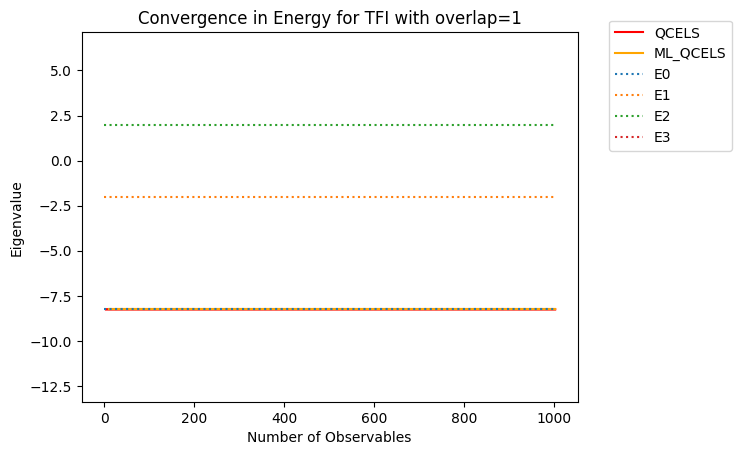 Convergence in Energy for TFI with overlap=1
QCELS
ML_QCELS
E0
E1
E2
E3
5.0
2.5
0.0
−2.5
−5.0
−7.5
−10.0
−12.5
Eigenvalue
0 200 400 600 800 1000
Number of Observables